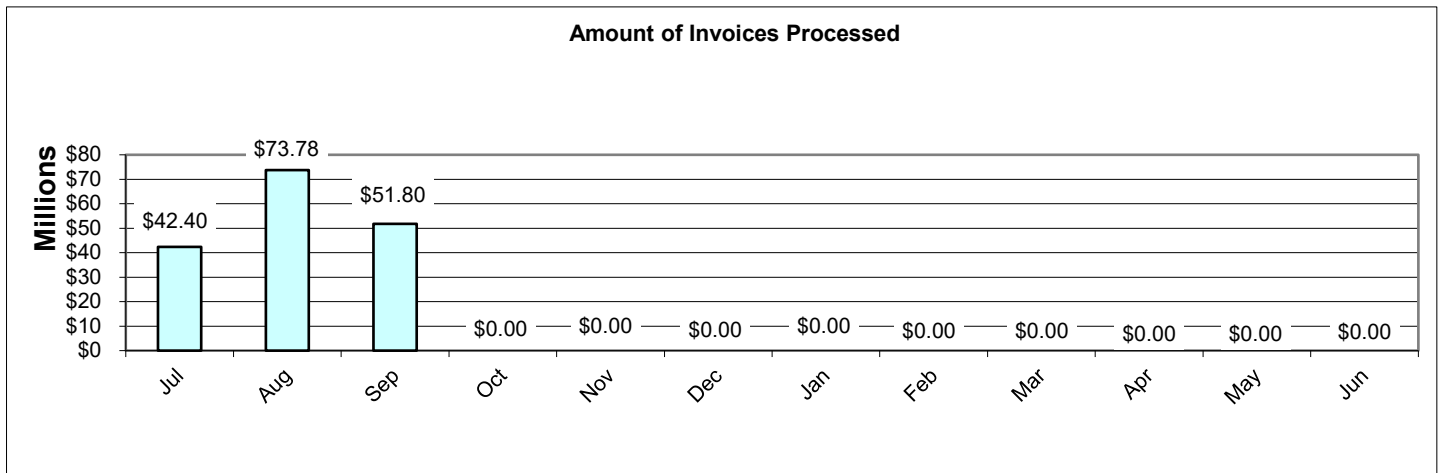 Amount of Invoices Processed
Millions
$80
$70
$60
$50
$40
$30
$20
$10
$0
$42.40
$73.78
$51.80
$0.00
$0.00
$0.00
$0.00
$0.00
$0.00
$0.00
$0.00
$0.00
Jul
Aug
Sep
Oct
Nov
Dec
Jan
Feb
Mar
Apr
May
Jun